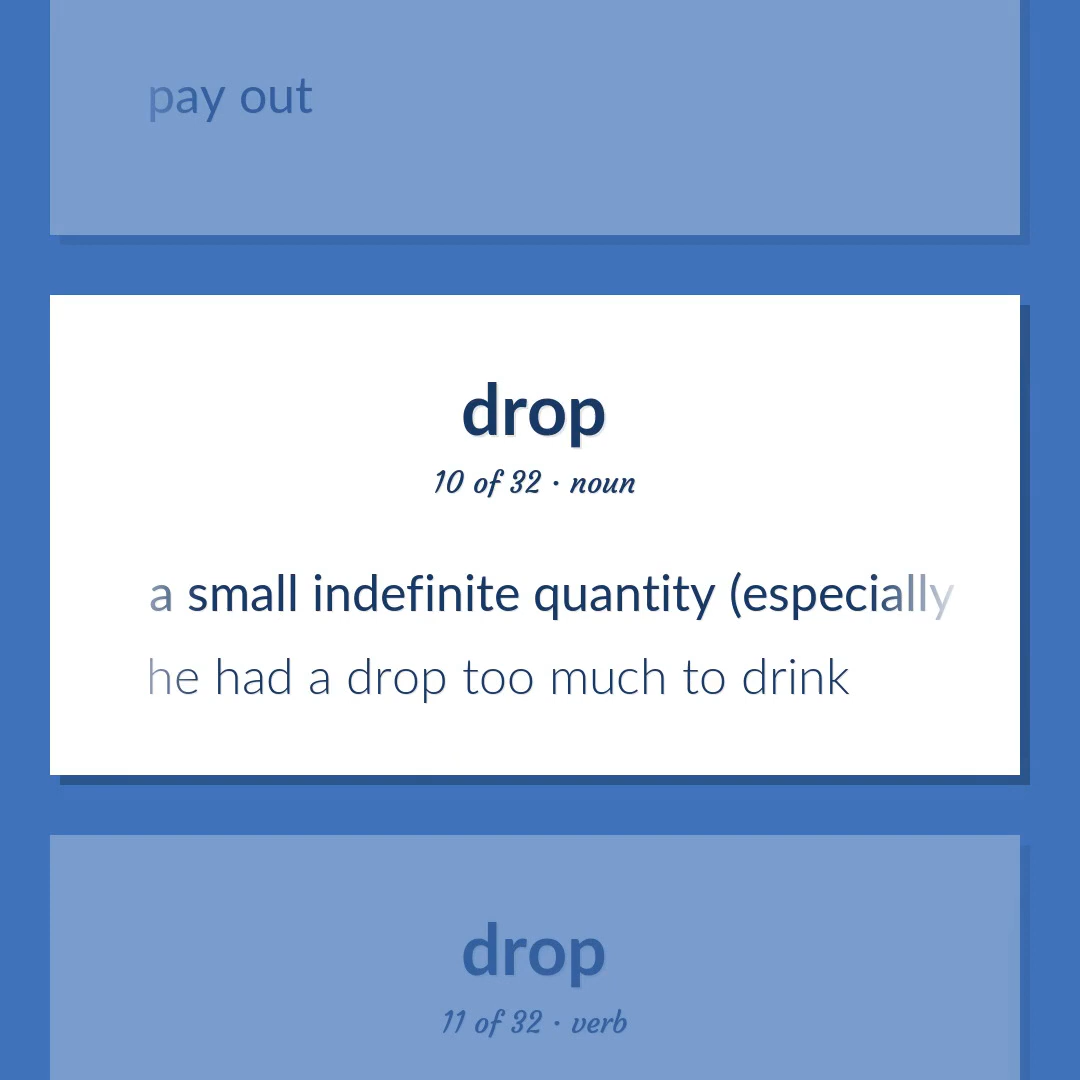 pay out
drop
10 of 32 · noun
a small indefinite quantity (especially
he had a drop too much to drink
drop
11 of 32 · verb